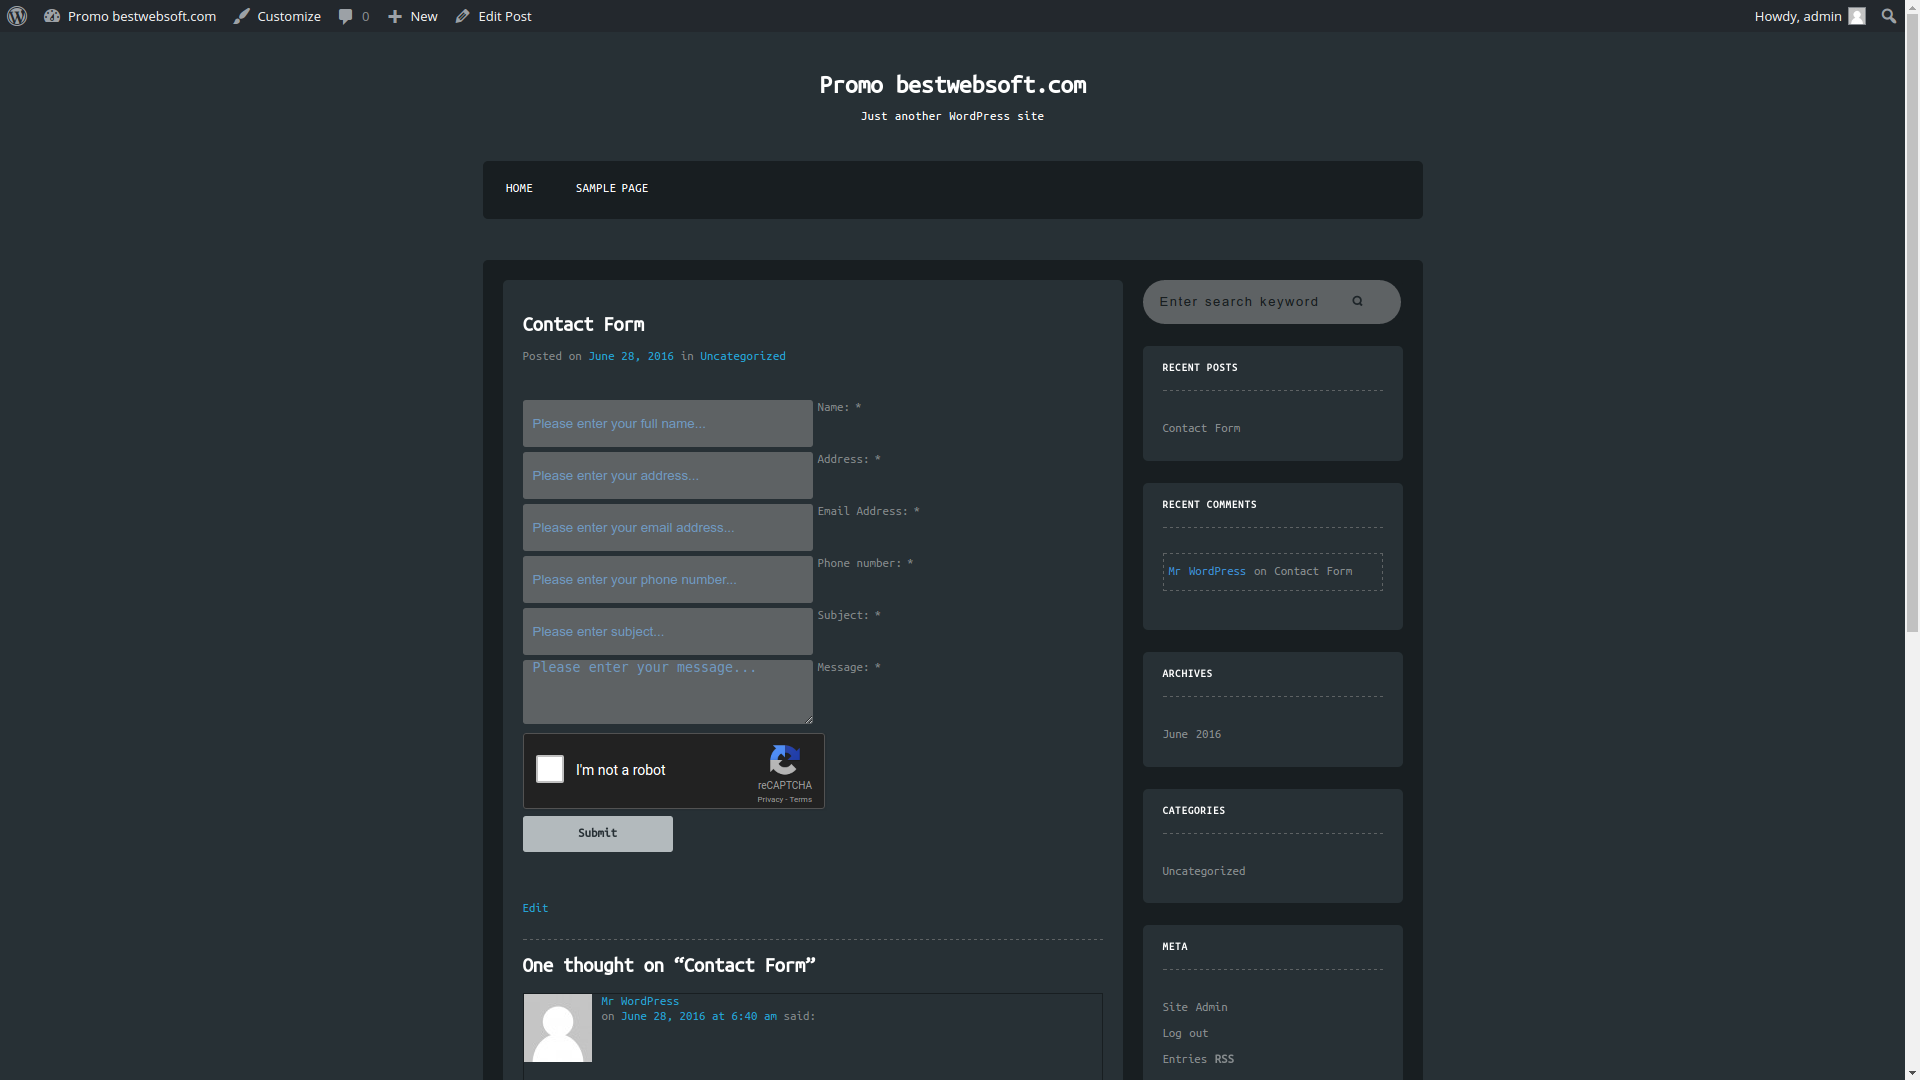 Promo bestwebsoft.com Customize 0 New Edit Post Howdy, admin
Promo bestwebsoft.com
Just another WordPress site
HOME SAMPLE PAGE
Contact Form
Posted on June 28, 2016 in Uncategorized
Please enter your full name... Name: *
Please enter your address... Address: *
Please enter your email address... Email Address: *
Please enter your phone number... Phone number: *
Please enter subject... Subject: *
Please enter your message... Message: *
I'm not a robot
reCAPTCHA
Privacy - Terms
Submit
Edit
One thought on “Contact Form”
Mr WordPress
on June 28, 2016 at 6:40 am said:
Enter search keyword
RECENT POSTS
Contact Form
RECENT COMMENTS
Mr WordPress on Contact Form
ARCHIVES
June 2016
CATEGORIES
Uncategorized
META
Site Admin
Log out
Entries RSS